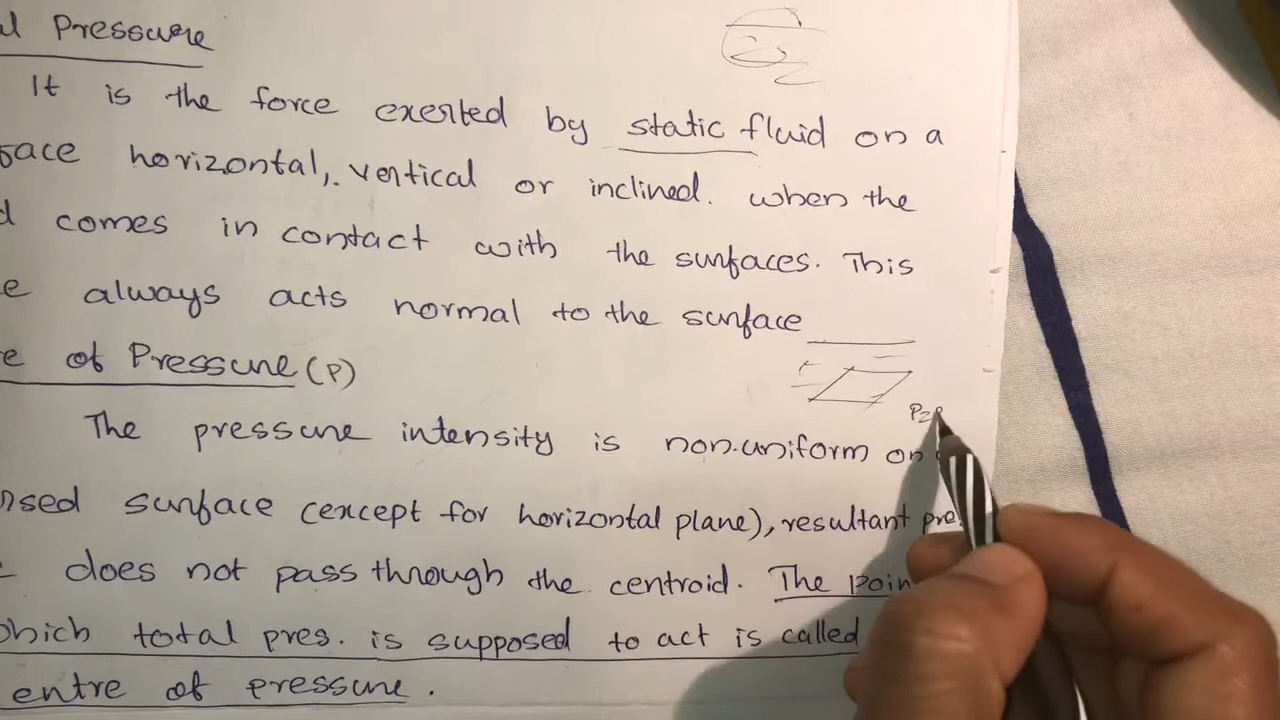 Pressure
It is the force exerted by static fluid on a
horizontal, vertical or inclined. when the
comes in contact with the surfaces. This
always acts normal to the surface
of Pressure (P)
P=
The pressure intensity is non-uniform on
surface (except for horizontal plane), resultant pre
does not pass through the centroid. The poin
which total pres. is supposed to act is called
entre of pressure.